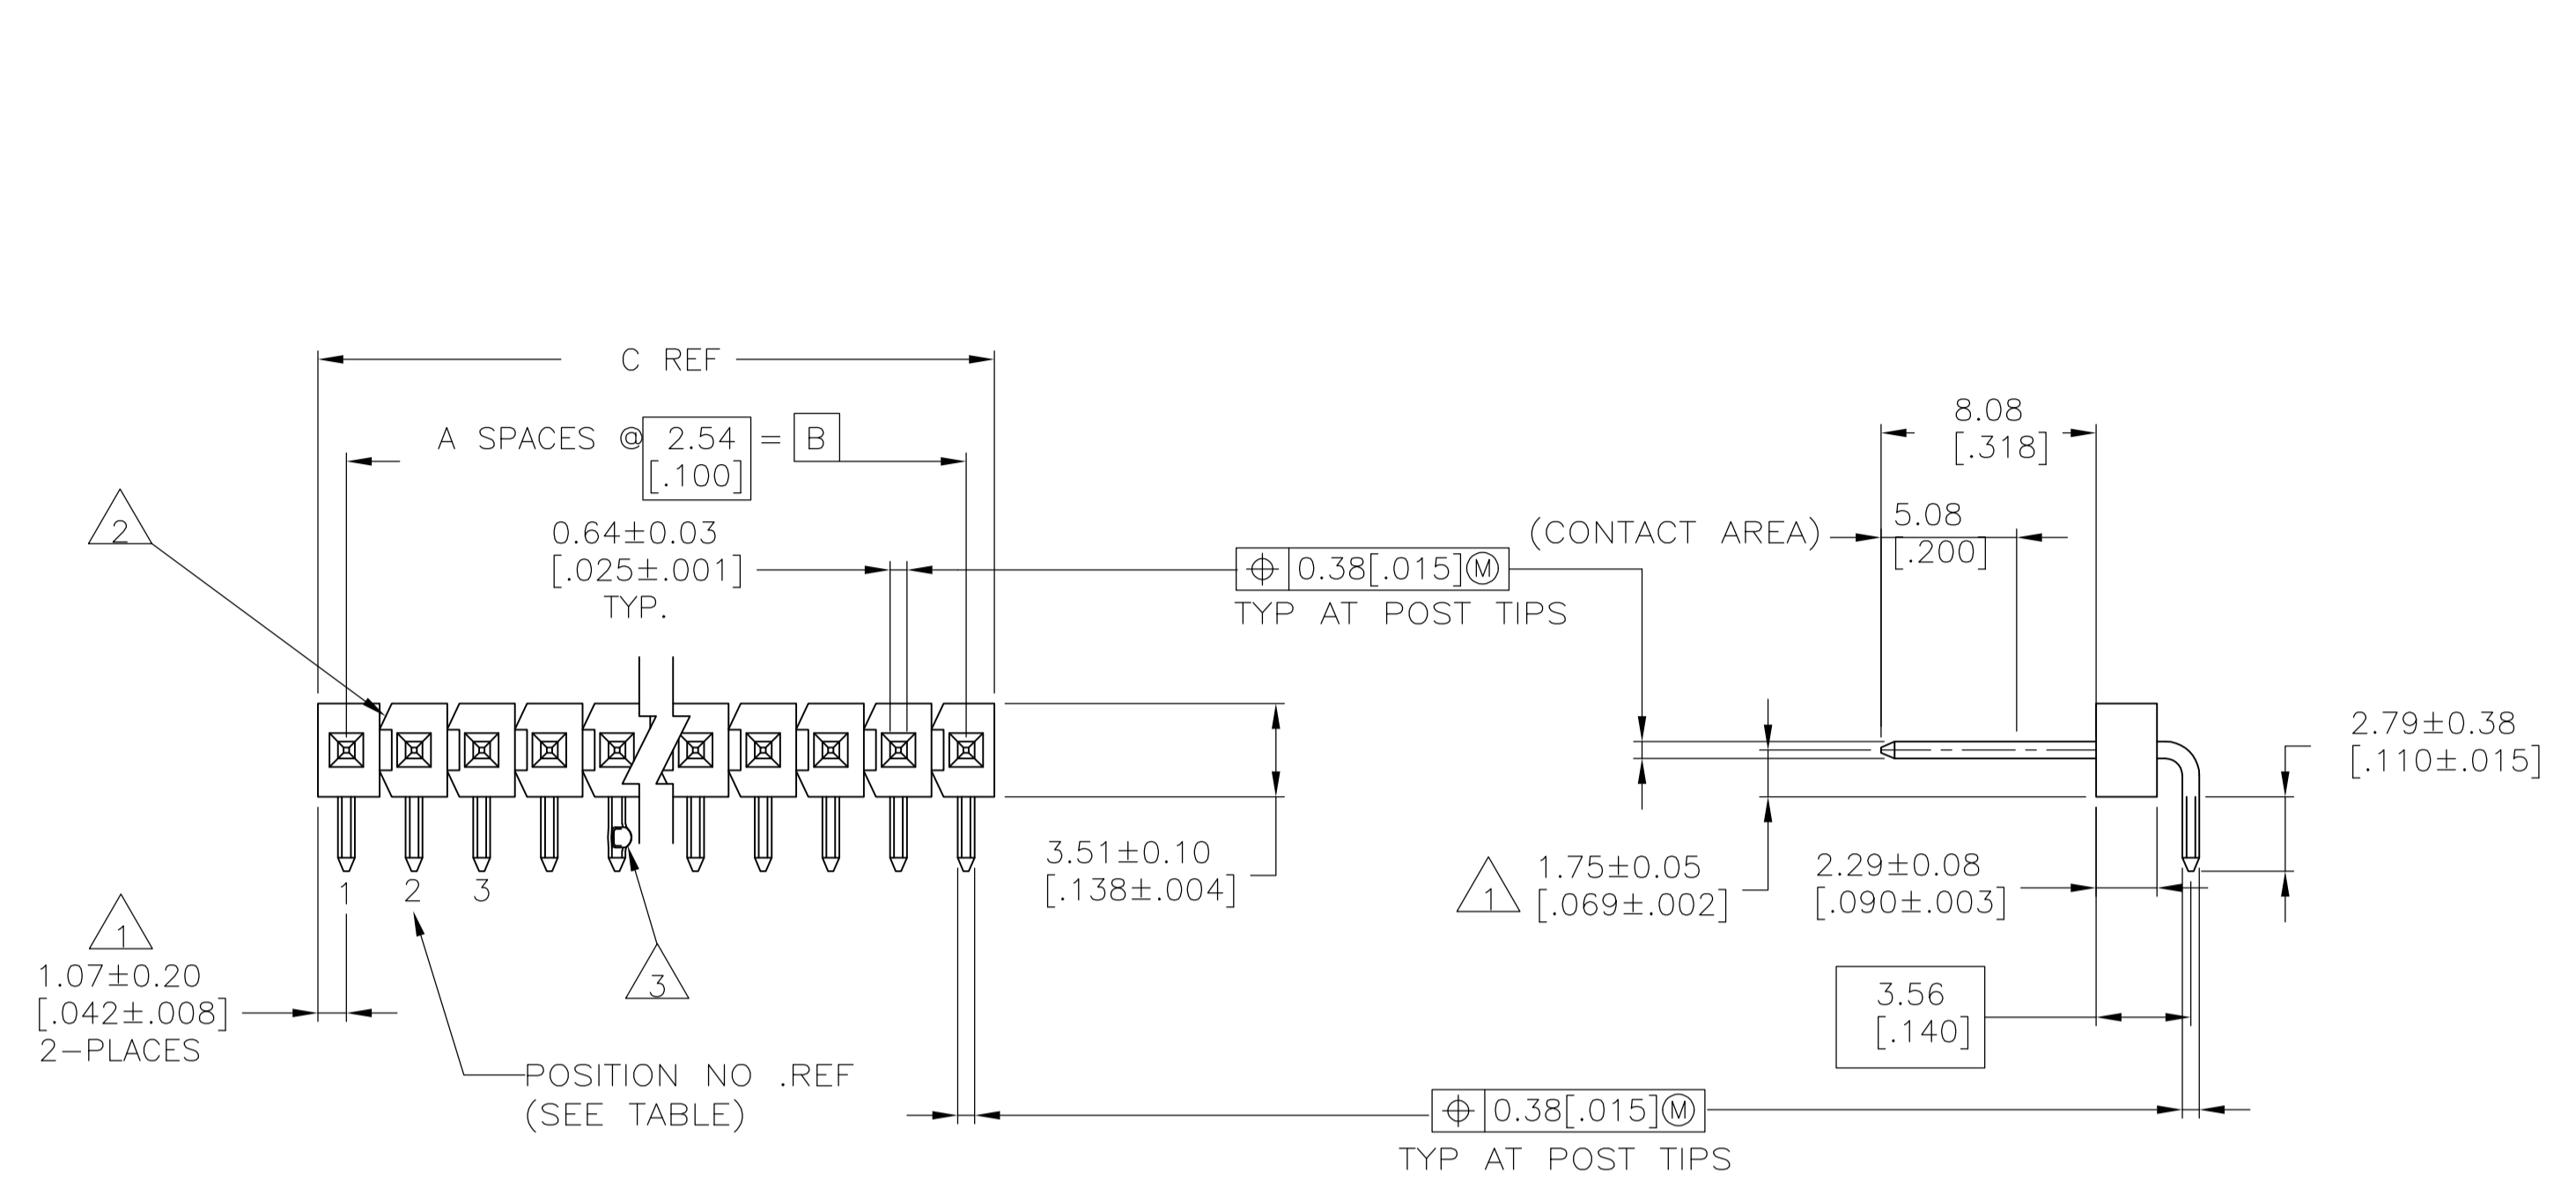 C REF
A SPACES @ 2.54 = B
[.100]
2
0.64±0.03
[.025±.001]
TYP.
⌖ 0.38[.015]Ⓜ
TYP AT POST TIPS
(CONTACT AREA)
8.08
[.318]
5.08
[.200]
2.79±0.38
[.110±.015]
3.51±0.10
[.138±.004]
1
1.75±0.05
[.069±.002]
2.29±0.08
[.090±.003]
3.56
[.140]
1 2 3
1
1.07±0.20
[.042±.008]
2-PLACES
3
POSITION NO .REF
(SEE TABLE)
⌖ 0.38[.015]Ⓜ
TYP AT POST TIPS